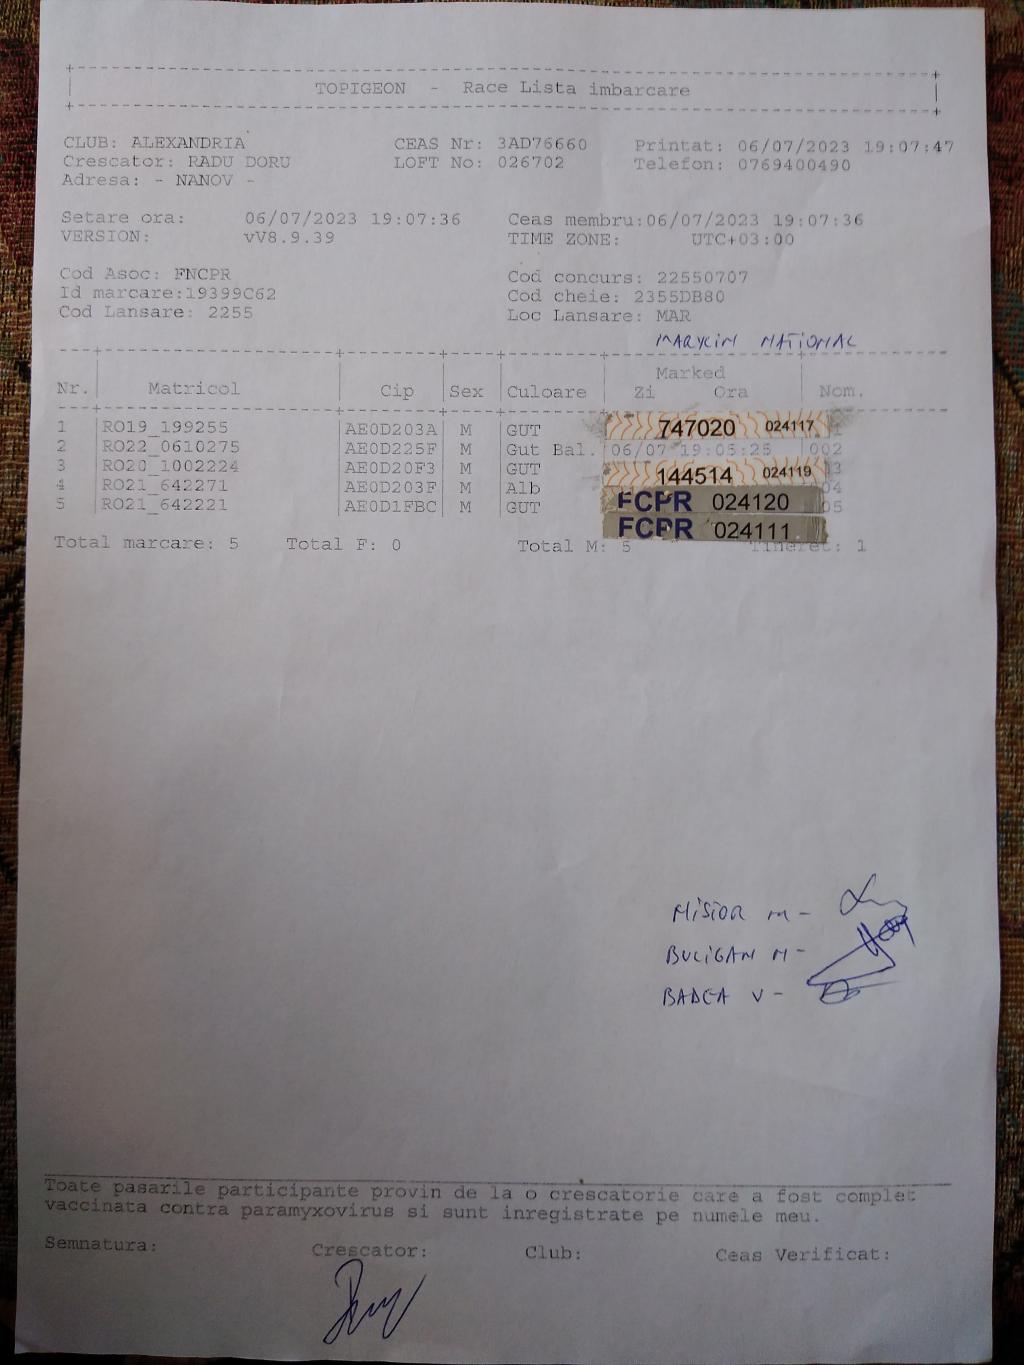 TOPIGEON - Race Lista imbarcare
CLUB: ALEXANDRIA CEAS Nr: 3AD76660 Printat: 06/07/2023 19:07:47
Crescator: RADU DORU LOFT No: 026702 Telefon: 0769400490
Adresa: - NANOV -
Setare ora: 06/07/2023 19:07:36 Ceas membru:06/07/2023 19:07:36
VERSION: vV8.9.39 TIME ZONE: UTC+03:00
Cod Asoc: FNCPR Cod concurs: 22550707
Id marcare:19399C62 Cod cheie: 2355DB80
Cod Lansare: 2255 Loc Lansare: MAR
NATIONAL
Marked
Nr. Matricol Cip Sex Culoare Zi Ora Nom.
1 RO19_199255 AE0D203A M GUT 747020 024117
2 RO22_0610275 AE0D225F M Gut Bal. 06/07 19:05:25 002
3 RO20_1002224 AE0D20F3 M GUT 144514 024119
4 RO21_642271 AE0D203F M Alb FCPR 024120
5 RO21_642221 AE0D1FBC M GUT FCPR 024111
Total marcare: 5 Total F: 0 Total M: 5 Tineret: 1
MISIOR M-
BULIGAN M-
BADEA V-
Toate pasarile participante provin de la o crescatorie care a fost complet
vaccinata contra paramyxovirus si sunt inregistrate pe numele meu.
Semnatura: Crescator: Club: Ceas Verificat: